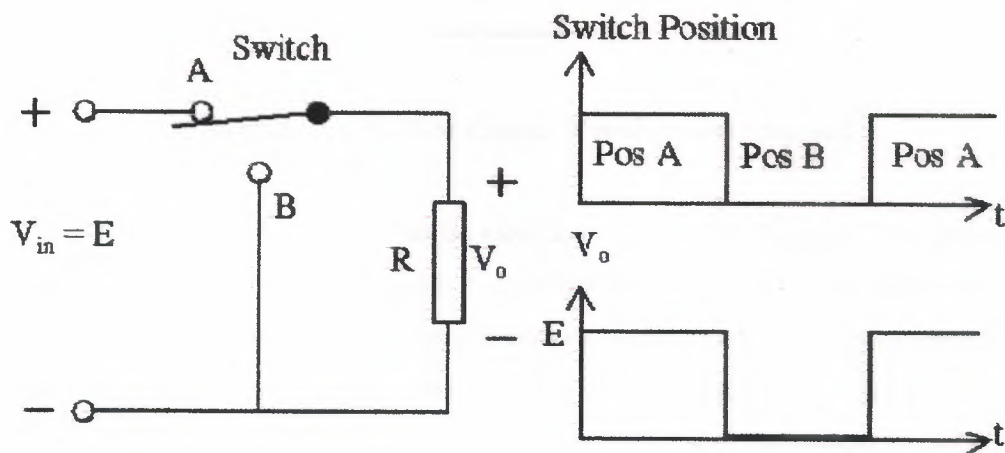 Switch
A
+
B
V_in = E
R
V_o
+
−
−
Switch Position
Pos A
Pos B
Pos A
t
V_o
E
t